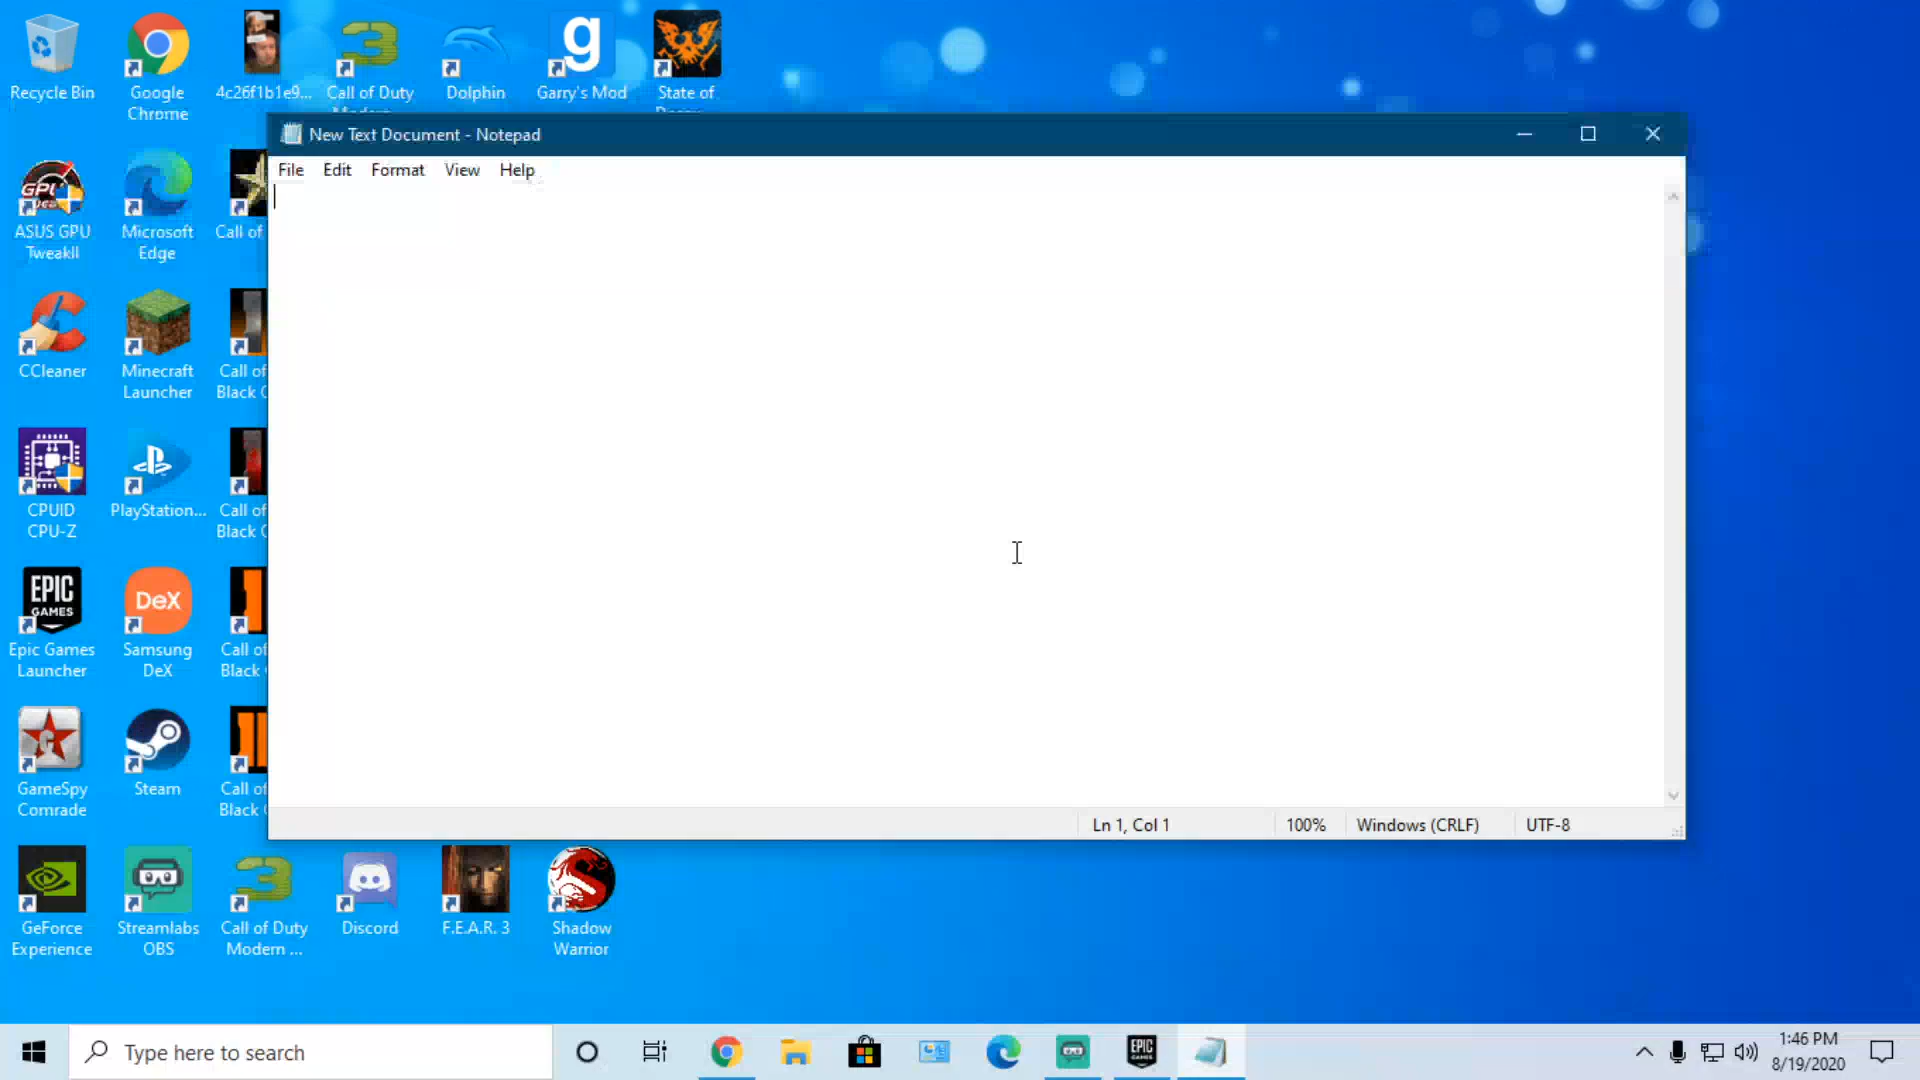 Recycle Bin
Google
Chrome
4c26f1b1e9...
3
Call of Duty
Dolphin
g
Garry's Mod
State of
New Text Document - Notepad
File Edit Format View Help
ASUS GPU
TweakII
Microsoft
Edge
Call of
CCleaner
Minecraft
Launcher
Call of
Black
CPUID
CPU-Z
PlayStation...
Call of
Black
EPIC
GAMES
Epic Games
Launcher
DeX
Samsung
DeX
Call of
Black
GameSpy
Comrade
Steam
Call of
Black
Ln 1, Col 1
100%
Windows (CRLF)
UTF-8
GeForce
Experience
Streamlabs
OBS
3
Call of Duty
Modern ...
Discord
F.E.A.R. 3
Shadow
Warrior
Type here to search
EPIC
GAMES
1:46 PM
8/19/2020